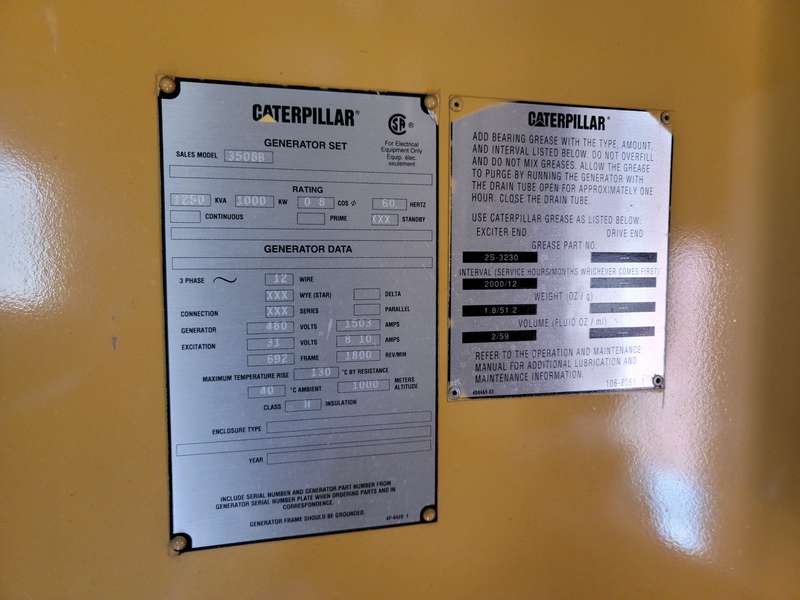 CATERPILLAR®
SA ®
GENERATOR SET
For Electrical
Equipment Only
Equip. élec.
seulement
SALES MODEL 3508B
RATING
1250 KVA 1000 KW 0.8 COS ϕ 60 HERTZ
CONTINUOUS PRIME XXX STANDBY
GENERATOR DATA
3 PHASE ~ 12 WIRE
XXX WYE (STAR) DELTA
CONNECTION XXX SERIES PARALLEL
GENERATOR 480 VOLTS 1503 AMPS
EXCITATION 31 VOLTS 8.10 AMPS
692 FRAME 1800 REV/MIN
MAXIMUM TEMPERATURE RISE 130 °C BY RESISTANCE
40 °C AMBIENT 1000 METERS ALTITUDE
CLASS H INSULATION
ENCLOSURE TYPE
YEAR
INCLUDE SERIAL NUMBER AND GENERATOR PART NUMBER FROM
GENERATOR SERIAL NUMBER PLATE WHEN ORDERING PARTS AND IN
CORRESPONDENCE.
GENERATOR FRAME SHOULD BE GROUNDED.
CATERPILLAR®
ADD BEARING GREASE WITH THE TYPE, AMOUNT,
AND INTERVAL LISTED BELOW. DO NOT OVERFILL
AND DO NOT MIX GREASES. ALLOW THE GREASE
TO PURGE BY RUNNING THE GENERATOR WITH
THE DRAIN TUBE OPEN FOR APPROXIMATELY ONE
HOUR. CLOSE THE DRAIN TUBE.
USE CATERPILLAR GREASE AS LISTED BELOW:
EXCITER END DRIVE END
GREASE PART NO.
2S-3230
INTERVAL (SERVICE HOURS/MONTHS WHICHEVER COMES FIRST)
2000/12
WEIGHT (OZ / g)
1.8/51.2
VOLUME (FLUID OZ / ml)
2/59
REFER TO THE OPERATION AND MAINTENANCE
MANUAL FOR ADDITIONAL LUBRICATION AND
MAINTENANCE INFORMATION.